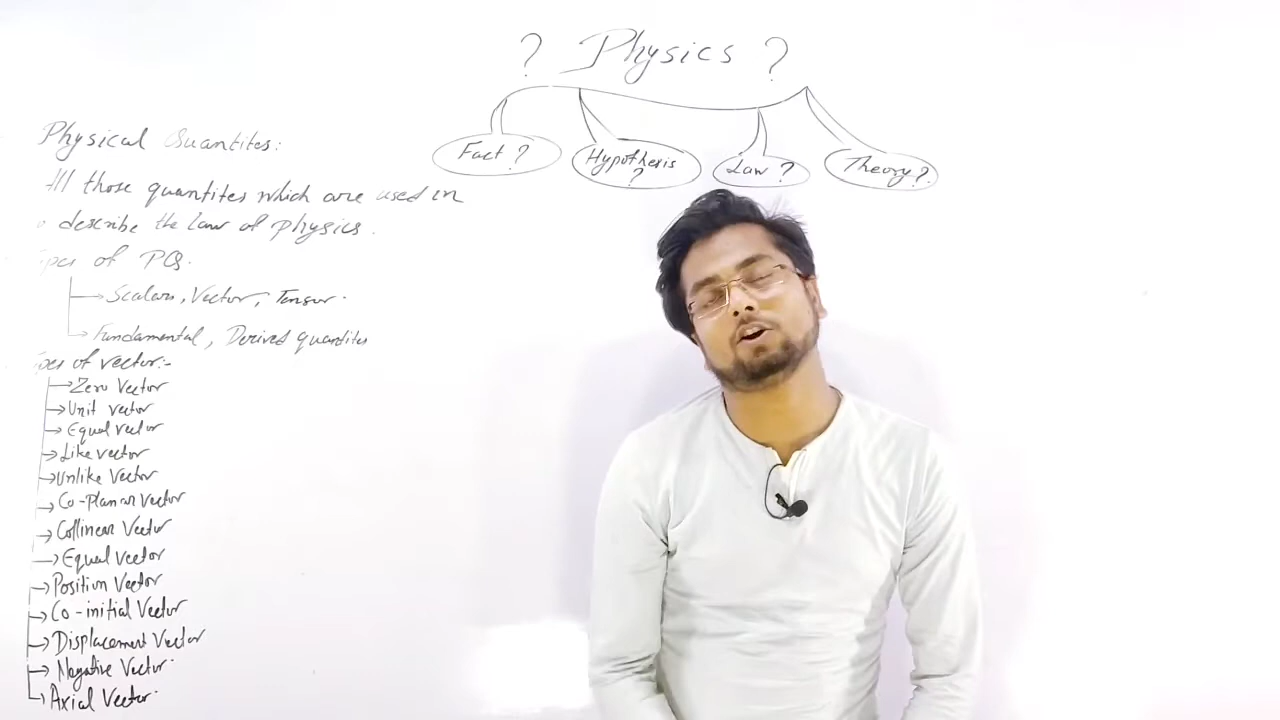 ? Physics ?
Fact ?
Hypothesis ?
Law ?
Theory ?
Physical Quantites:
All those quantites which are used in
describe the Law of physics.
of PQ.
Scalars, Vector, Tensor.
Fundamental, Derived quantites
of vector:-
Zero Vector
Unit vector
Equal vector
Like vector
Unlike Vector
Co-Planar Vector
Collinear Vector
Equal vector
Position Vector
Co-initial Vector
Displacement Vector
Negative Vector
Axial Vector